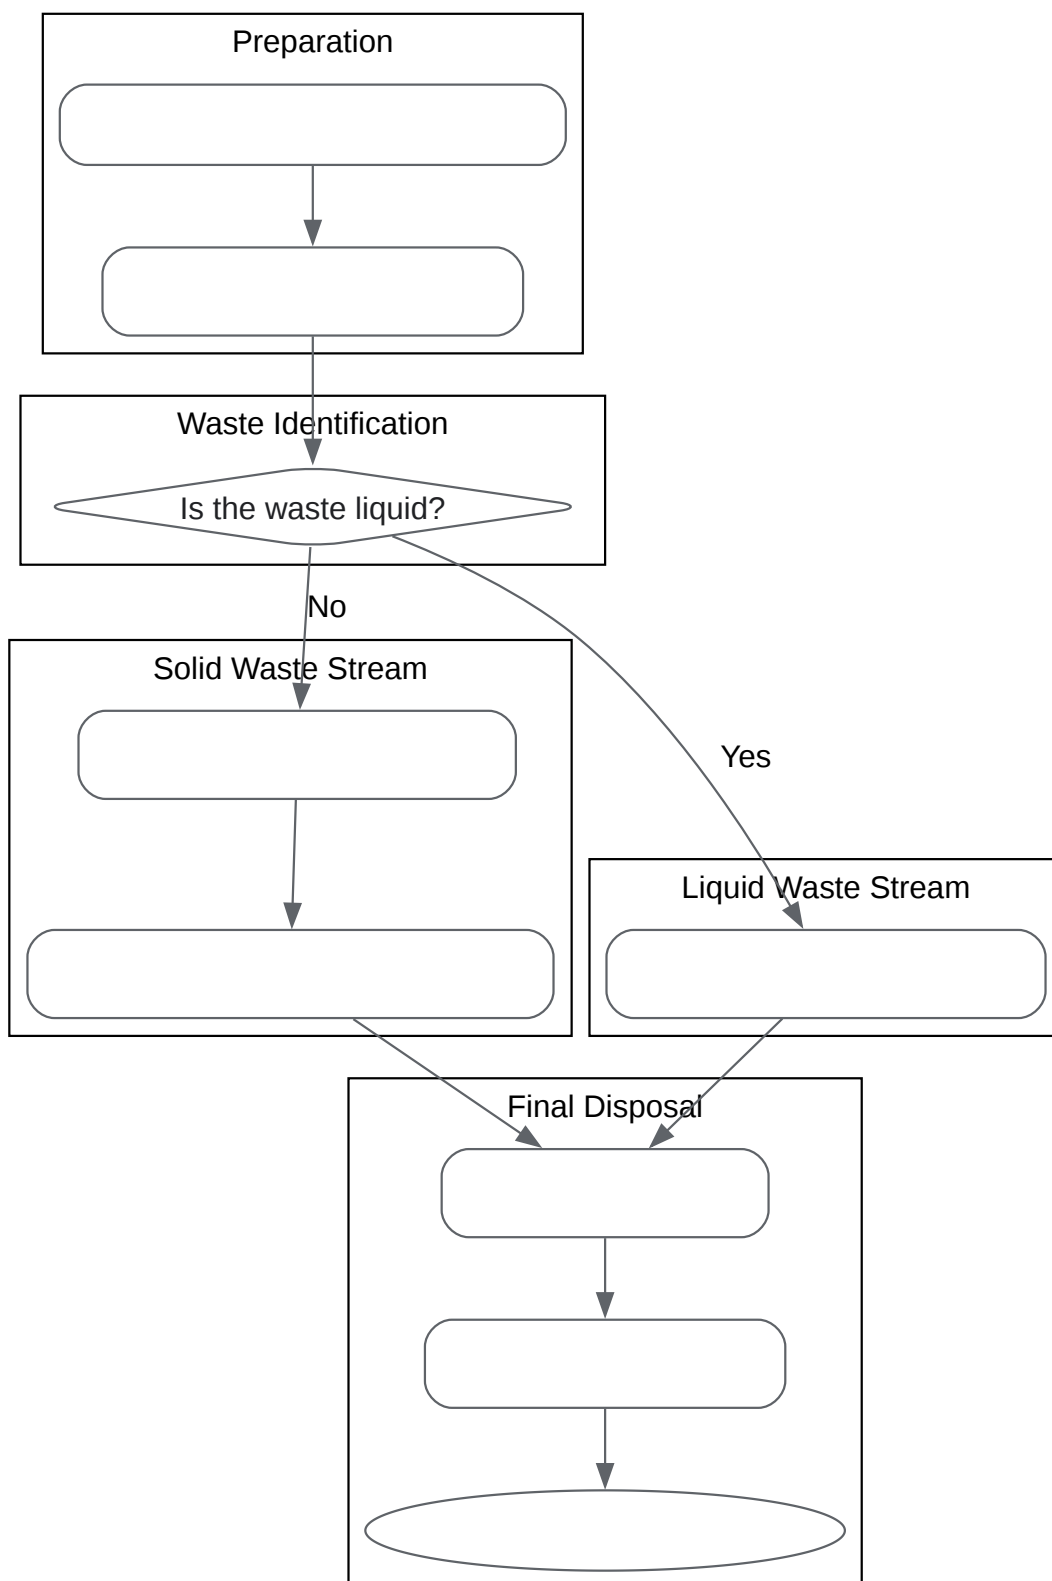 Preparation
Waste Identification
Is the waste liquid?
No
Solid Waste Stream
Yes
Liquid Waste Stream
Final Disposal